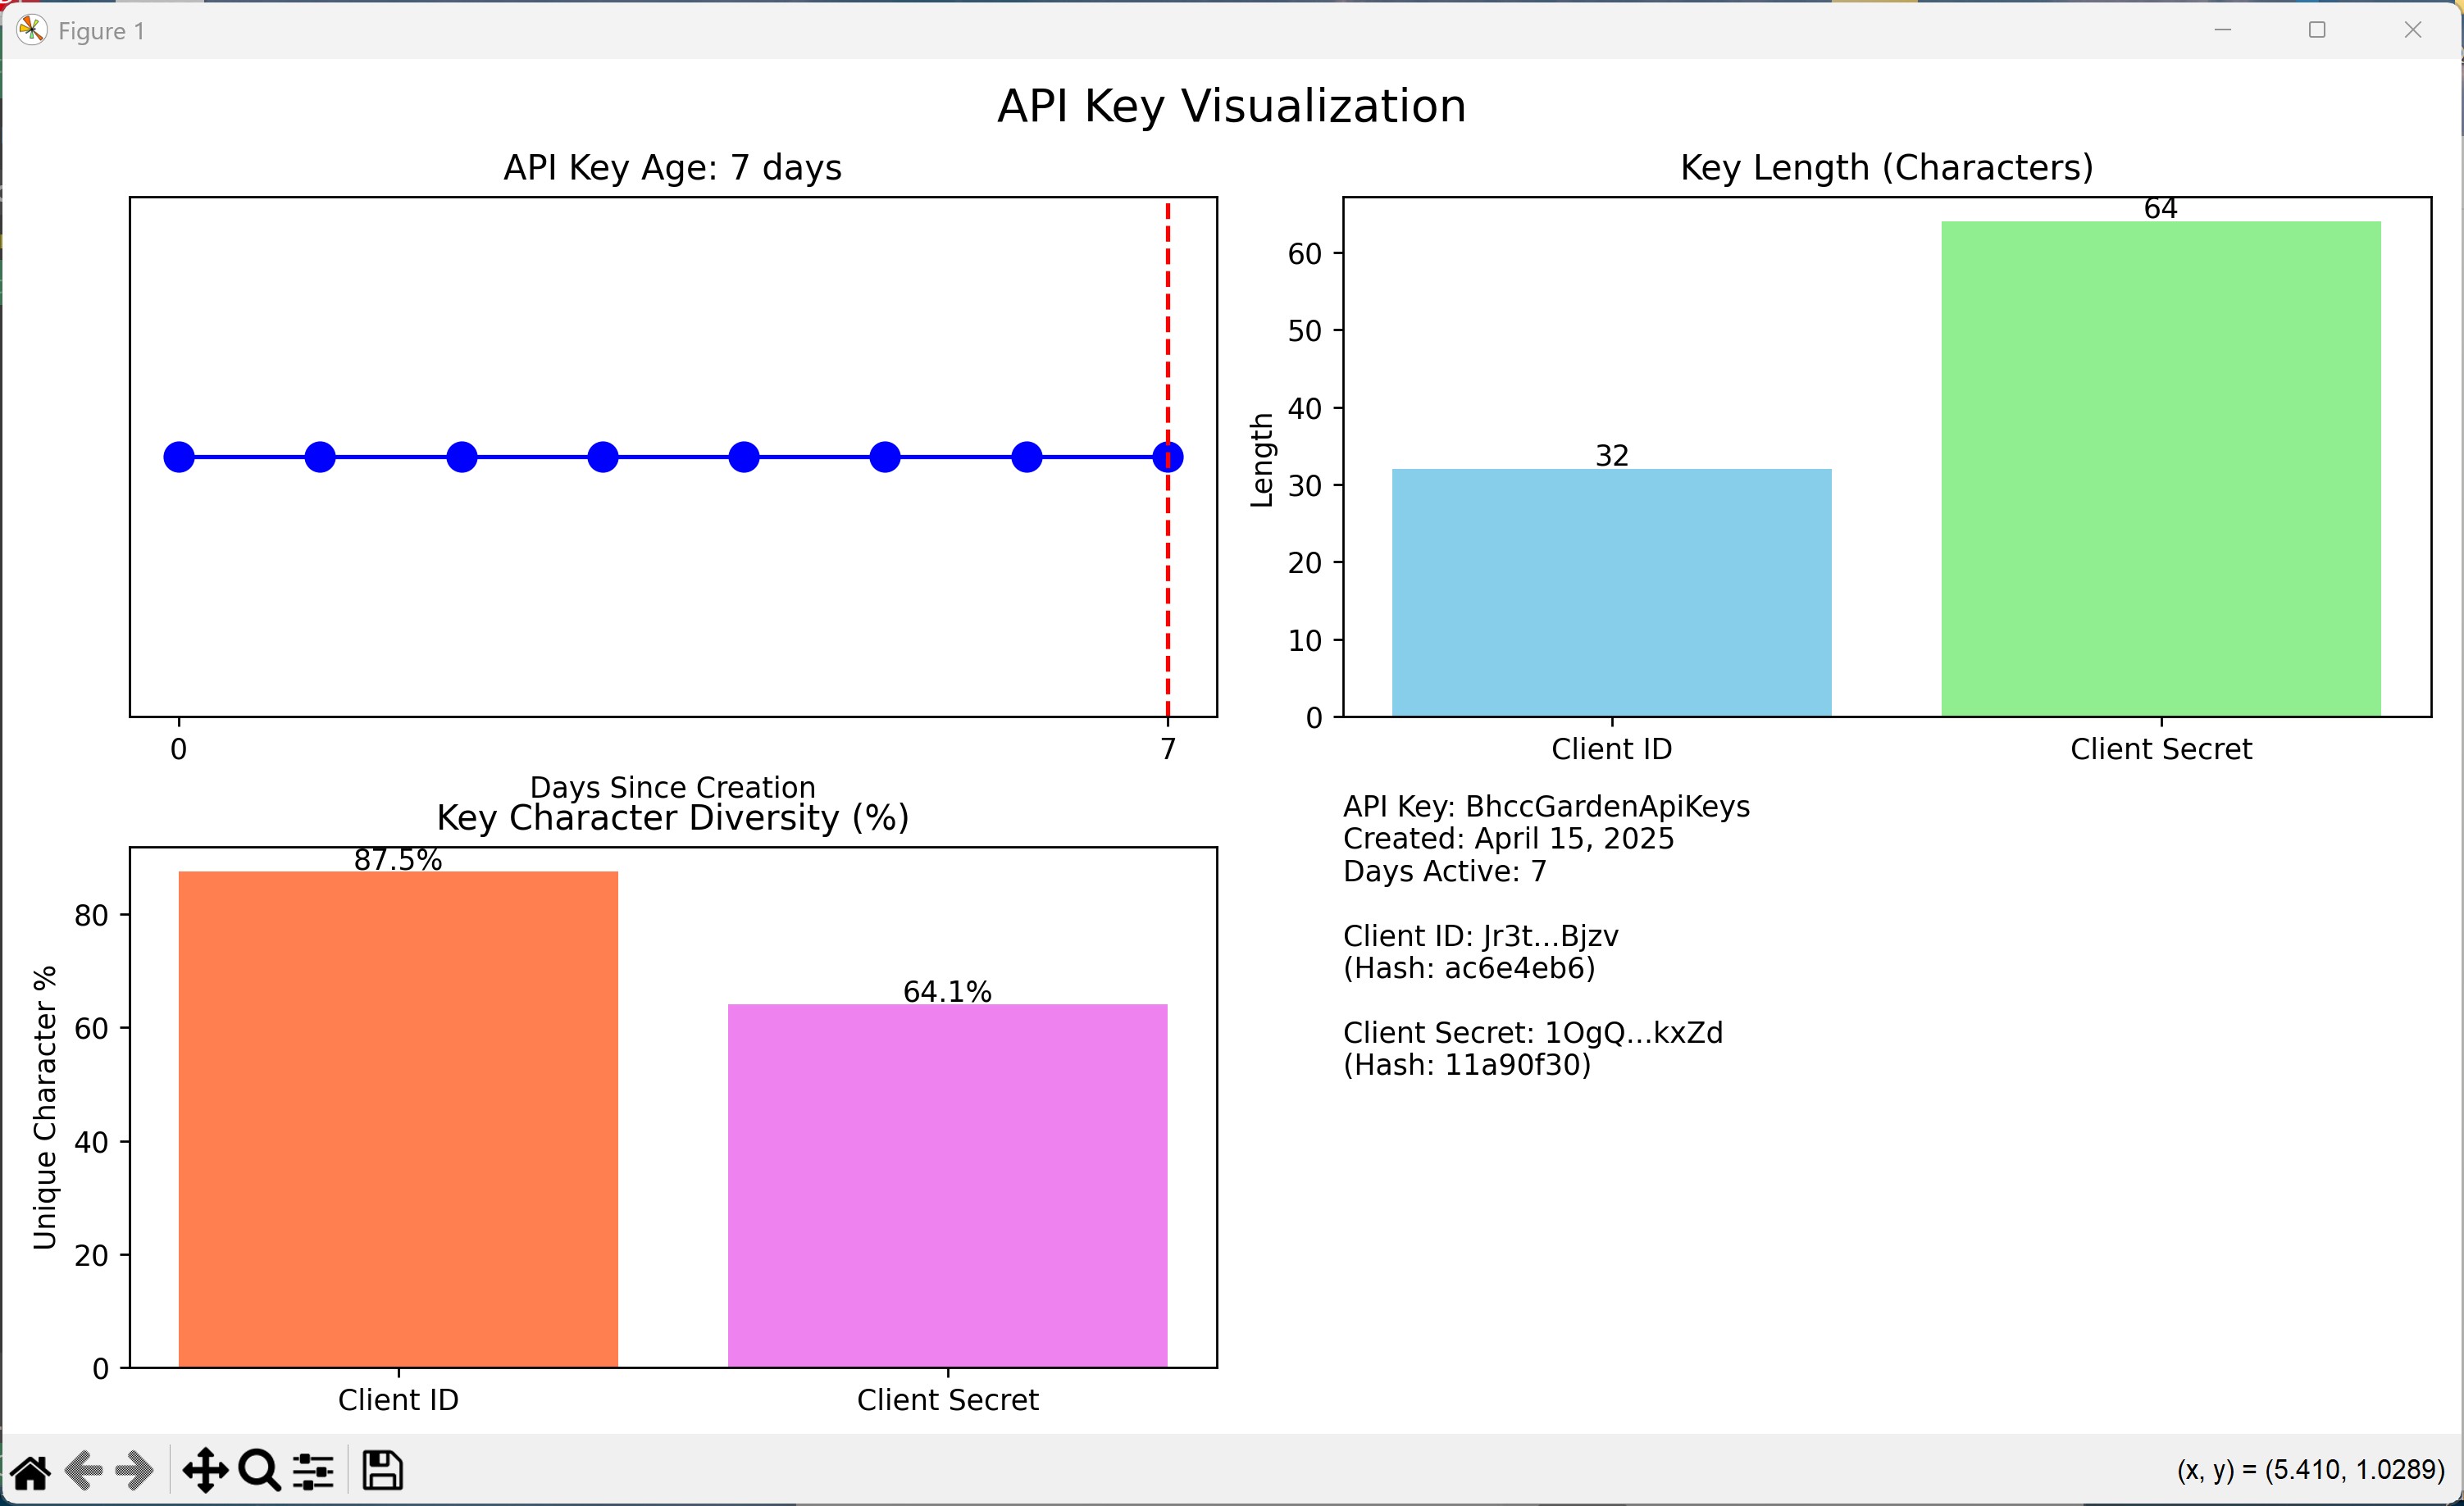 Figure 1
API Key Visualization
API Key Age: 7 days
0
7
Days Since Creation
Key Length (Characters)
64
60
50
40
30
20
10
0
Length
32
Client ID
Client Secret
Key Character Diversity (%)
87.5%
80
60
40
20
0
Unique Character %
64.1%
Client ID
Client Secret
API Key: BhccGardenApiKeys
Created: April 15, 2025
Days Active: 7
Client ID: Jr3t...Bjzv
(Hash: ac6e4eb6)
Client Secret: 1OgQ...kxZd
(Hash: 11a90f30)
(x, y) = (5.410, 1.0289)